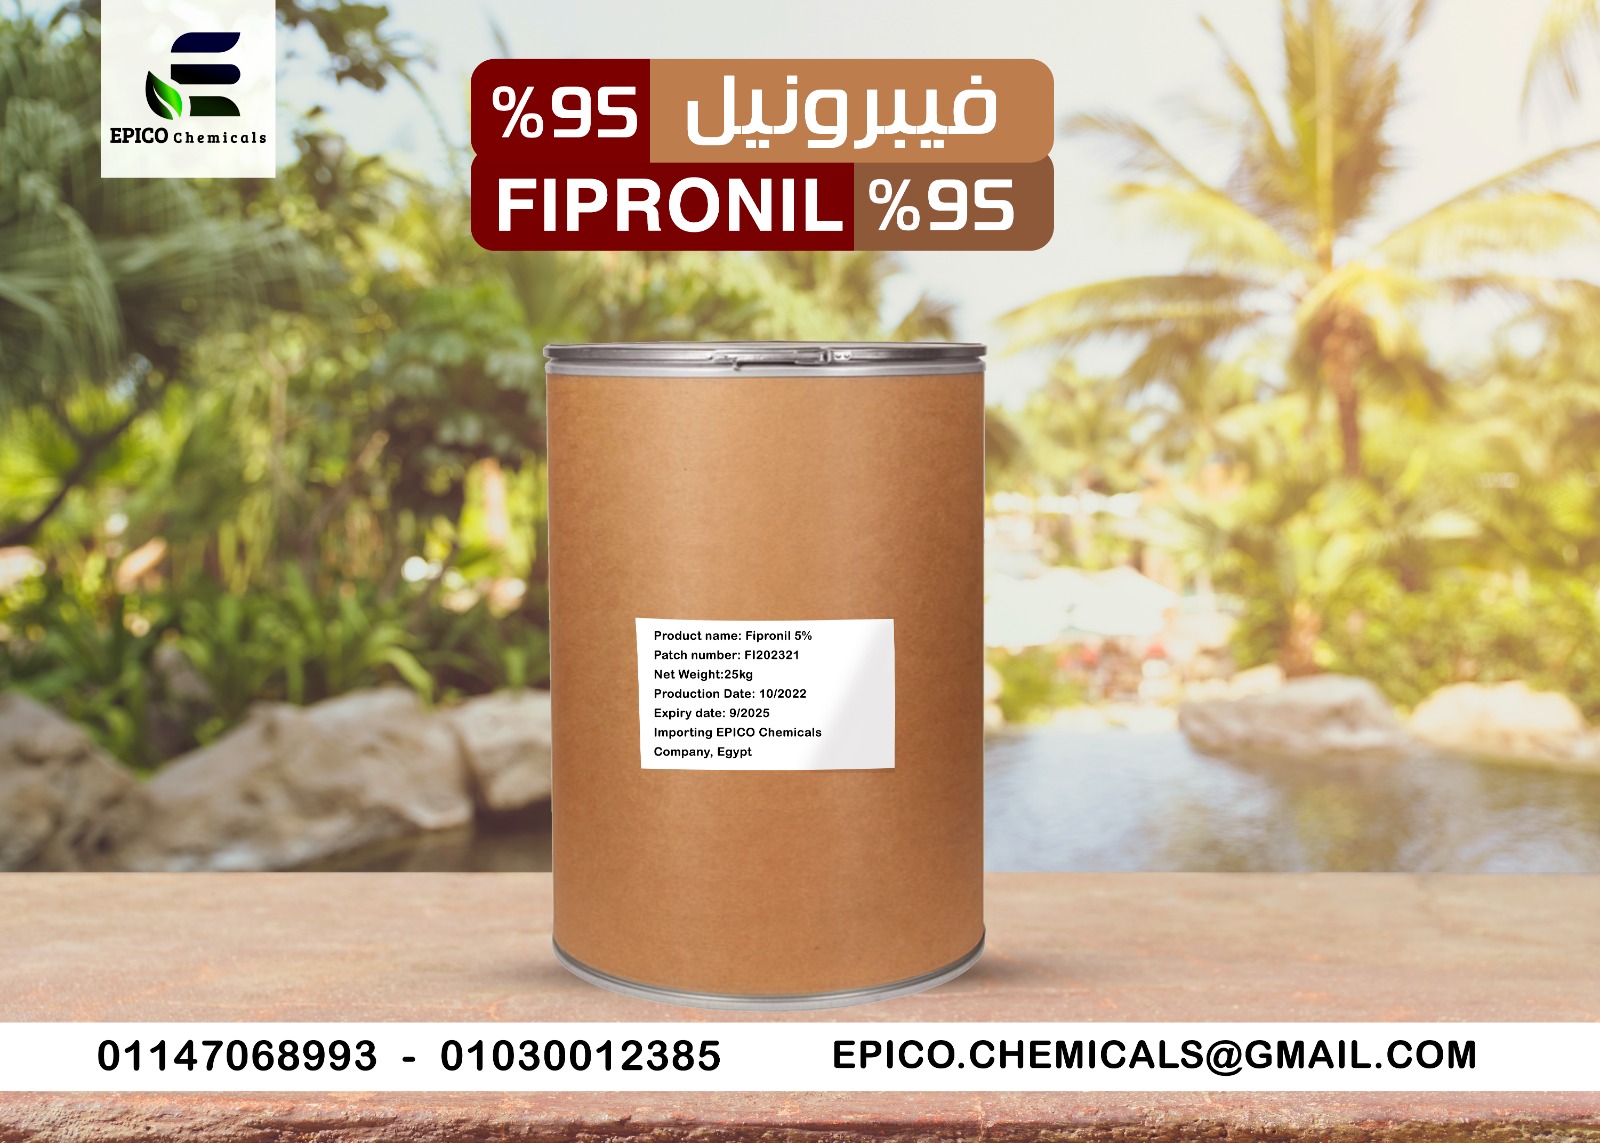 EPICO Chemicals
فيبرونيل %95
FIPRONIL %95
Product name: Fipronil 5%
Patch number: FI202321
Net Weight:25kg
Production Date: 10/2022
Expiry date: 9/2025
Importing EPICO Chemicals
Company, Egypt
01147068993 - 01030012385
EPICO.CHEMICALS@GMAIL.COM